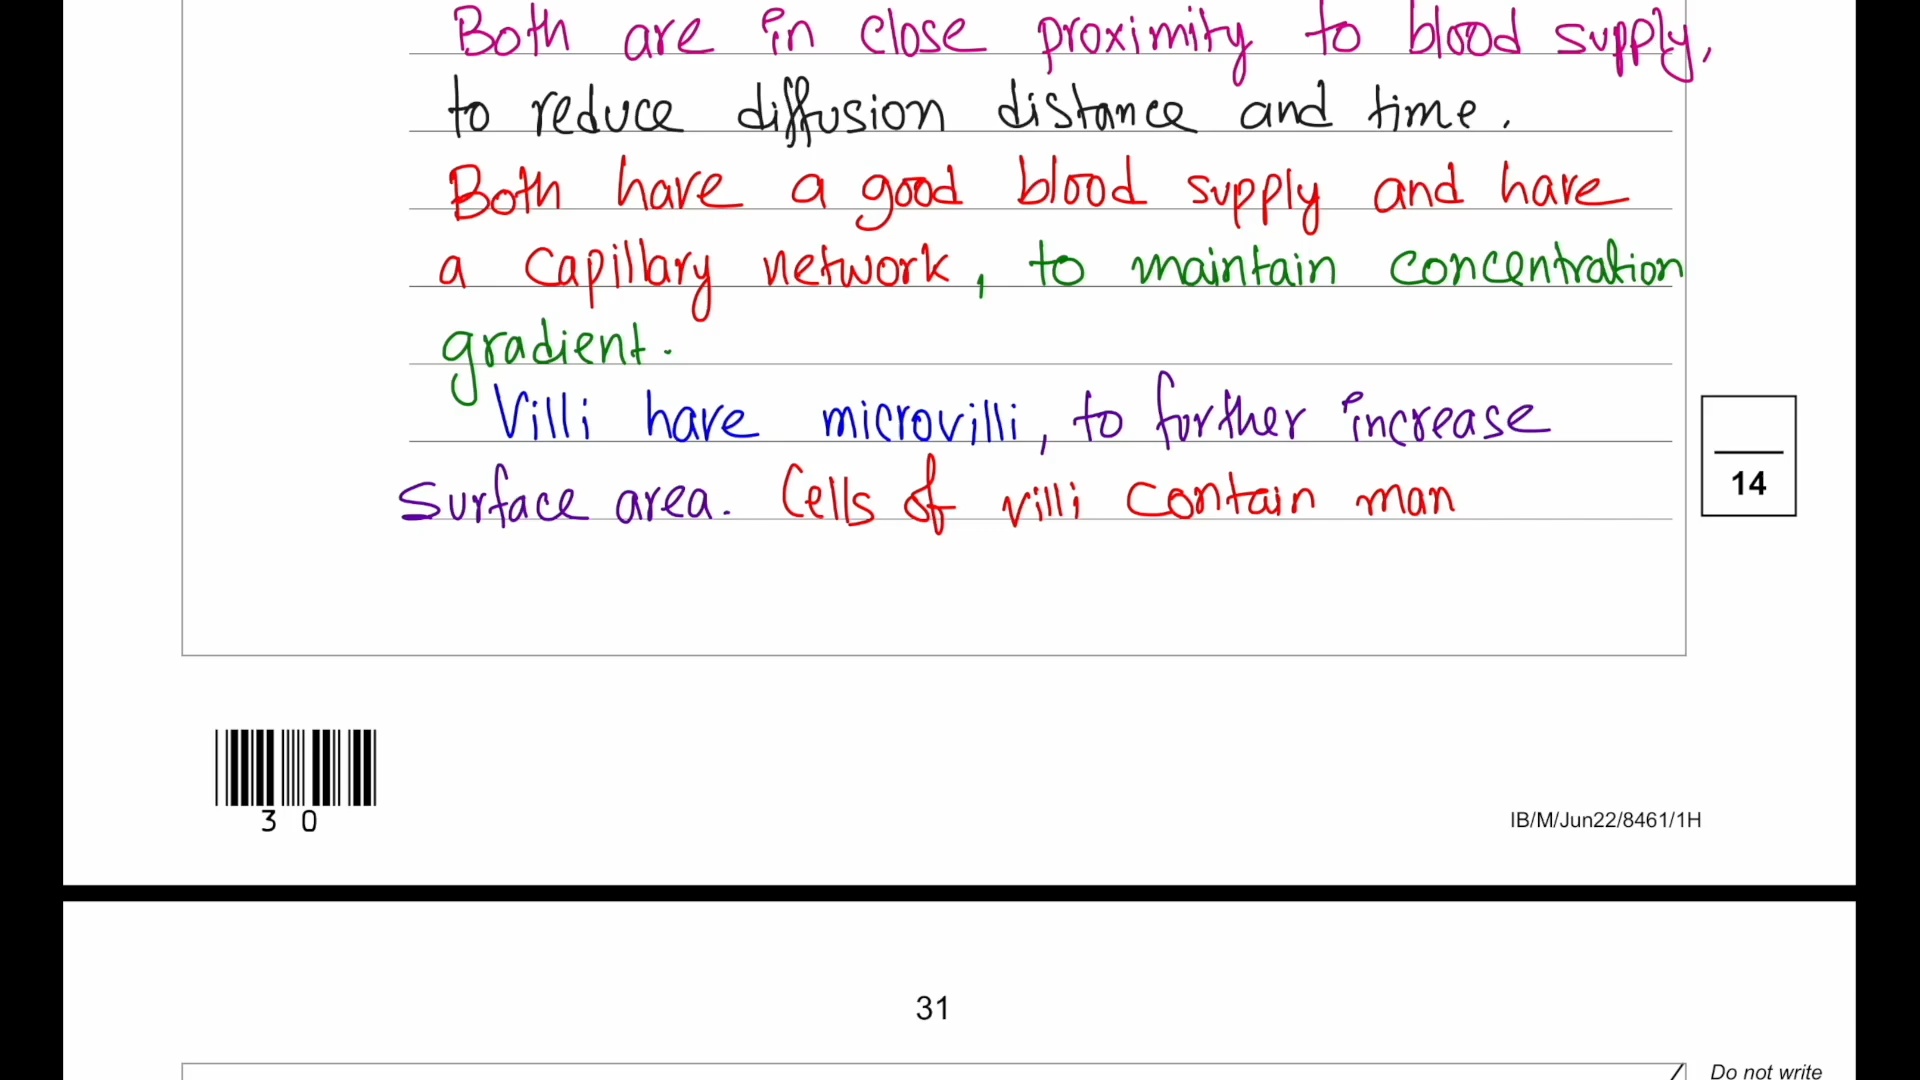 Both are in close proximity to blood supply,
to reduce diffusion distance and time.
Both have a good blood supply and have
a capillary network, to maintain concentration
gradient.
Villi have microvilli, to further increase
surface area. Cells of villi contain man
14
3 0
IB/M/Jun22/8461/1H
31
Do not write